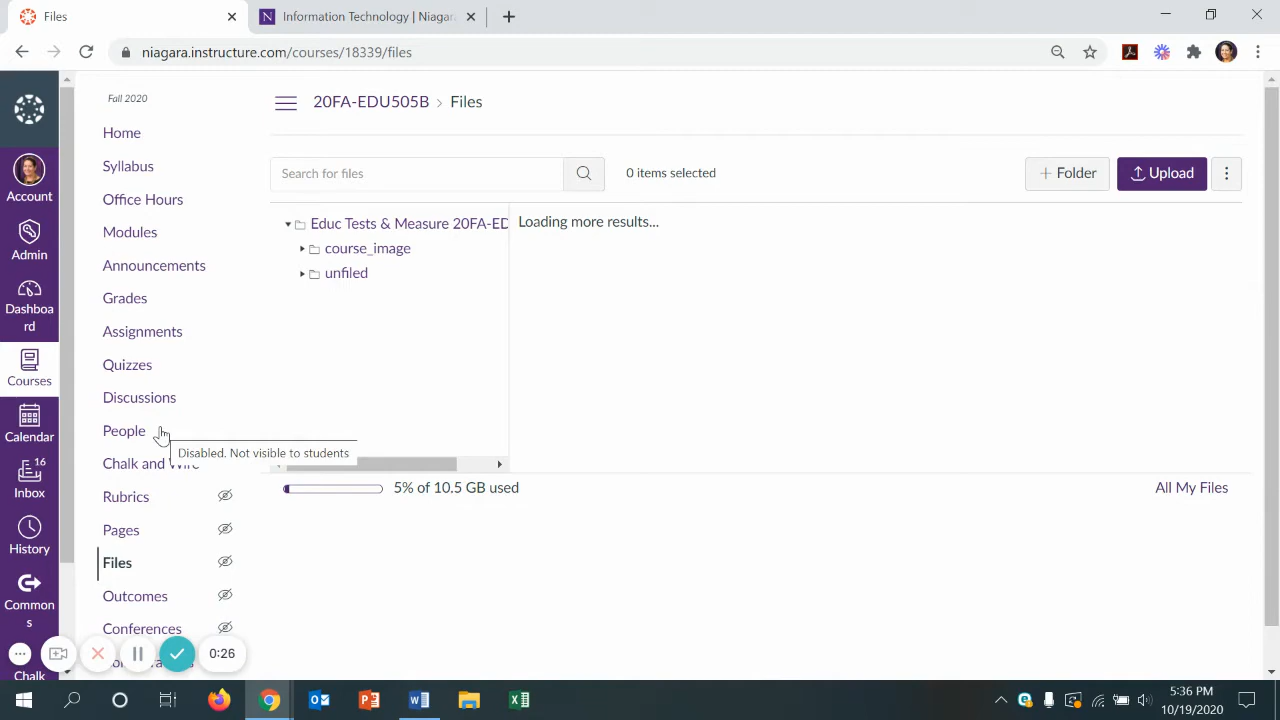 Files
Information Technology | Niagara
niagara.instructure.com/courses/18339/files
Account
Admin
Dashboa
rd
Courses
Calendar
16
Inbox
History
Common
s
Chalk
Fall 2020
Home
Syllabus
Office Hours
Modules
Announcements
Grades
Assignments
Quizzes
Discussions
People
Chalk and Wire
Rubrics
Pages
Files
Outcomes
Conferences
Disabled. Not visible to students
20FA-EDU505B › Files
Search for files
0 items selected
+ Folder
Upload
Educ Tests & Measure 20FA-ED
course_image
unfiled
Loading more results...
5% of 10.5 GB used
All My Files
0:26
5:36 PM
10/19/2020